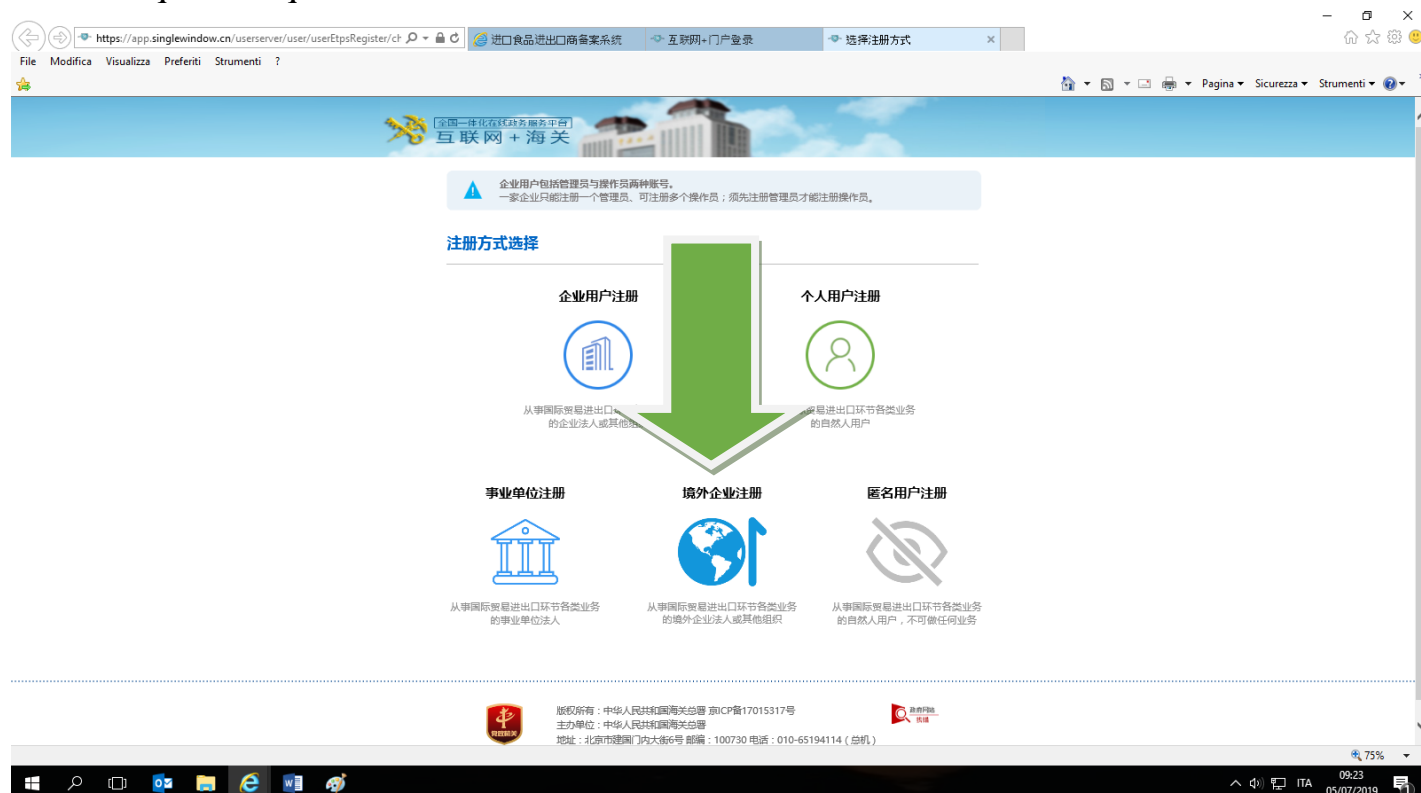 https://app.singlewindow.cn/userserver/user/userEtpsRegister/ch
进口食品进出口商备案系统
互联网+门户登录
选择注册方式
File Modifica Visualizza Preferiti Strumenti ?
Pagina Sicurezza Strumenti
全国一体化在线政务服务平台
互联网+海关
企业用户包括管理员与操作员两种账号。
一家企业只能注册一个管理员、可注册多个操作员；须先注册管理员才能注册操作员。
注册方式选择
企业用户注册 个人用户注册
从事国际贸易进出口 贸易进出口环节各类业务
的企业法人或其他组 的自然人用户
事业单位注册 境外企业注册 匿名用户注册
从事国际贸易进出口环节各类业务 从事国际贸易进出口环节各类业务 从事国际贸易进出口环节各类业务
的事业单位法人 的境外企业法人或其他组织 的自然人用户，不可做任何业务
版权所有：中华人民共和国海关总署 京ICP备17015317号
主办单位：中华人民共和国海关总署
地址：北京市建国门内大街6号 邮编：100730 电话：010-65194114（总机）
政府网站
找错
75%
ITA
09:23
05/07/2019